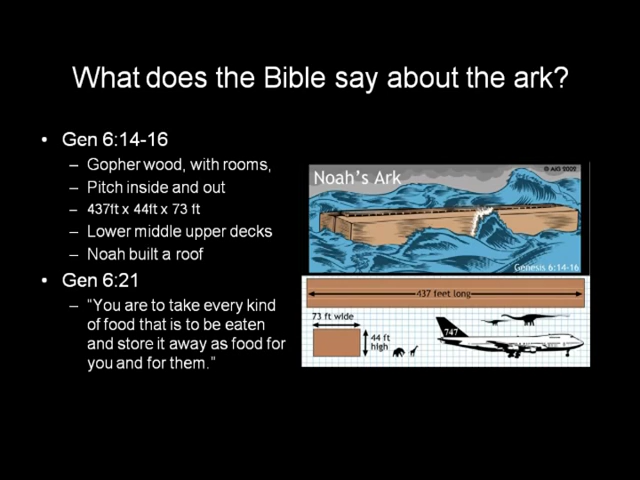 What does the Bible say about the ark?
• Gen 6:14-16
– Gopher wood, with rooms,
– Pitch inside and out
– 437ft x 44ft x 73 ft
– Lower middle upper decks
– Noah built a roof
• Gen 6:21
– "You are to take every kind
of food that is to be eaten
and store it away as food for
you and for them."
© AiG 2002
Noah's Ark
Genesis 6:14-16
437 feet long
73 ft wide
44 ft
high
747